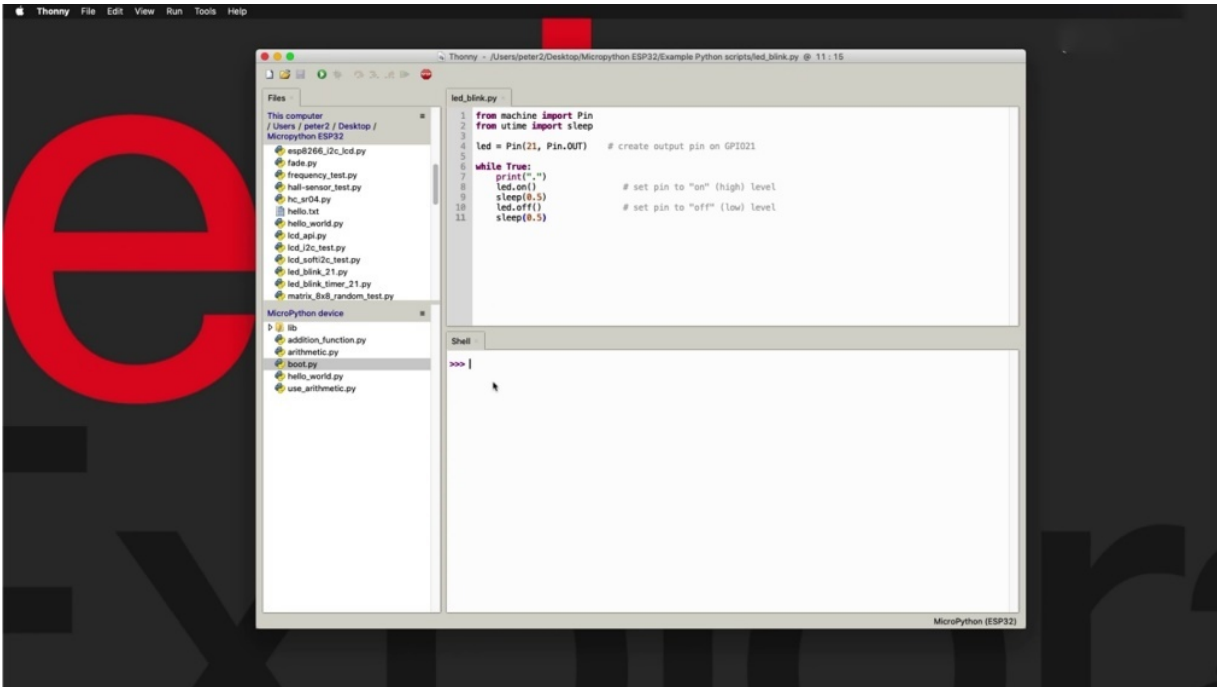 Thonny File Edit View Run Tools Help
Thonny - /Users/peter2/Desktop/Micropython ESP32/Example Python scripts/led_blink.py @ 11 : 15
Files
This computer
/ Users / peter2 / Desktop /
Micropython ESP32
esp8266_i2c_lcd.py
fade.py
frequency_test.py
hall-sensor_test.py
hc_sr04.py
hello.txt
hello_world.py
lcd_api.py
lcd_i2c_test.py
lcd_softi2c_test.py
led_blink_21.py
led_blink_timer_21.py
matrix_8x8_random_test.py
MicroPython device
lib
addition_function.py
arithmetic.py
boot.py
hello_world.py
use_arithmetic.py
led_blink.py
1 from machine import Pin
2 from utime import sleep
3
4 led = Pin(21, Pin.OUT) # create output pin on GPIO21
5
6 while True:
7 print(".")
8 led.on() # set pin to "on" (high) level
9 sleep(0.5)
10 led.off() # set pin to "off" (low) level
11 sleep(0.5)
Shell
>>>
MicroPython (ESP32)